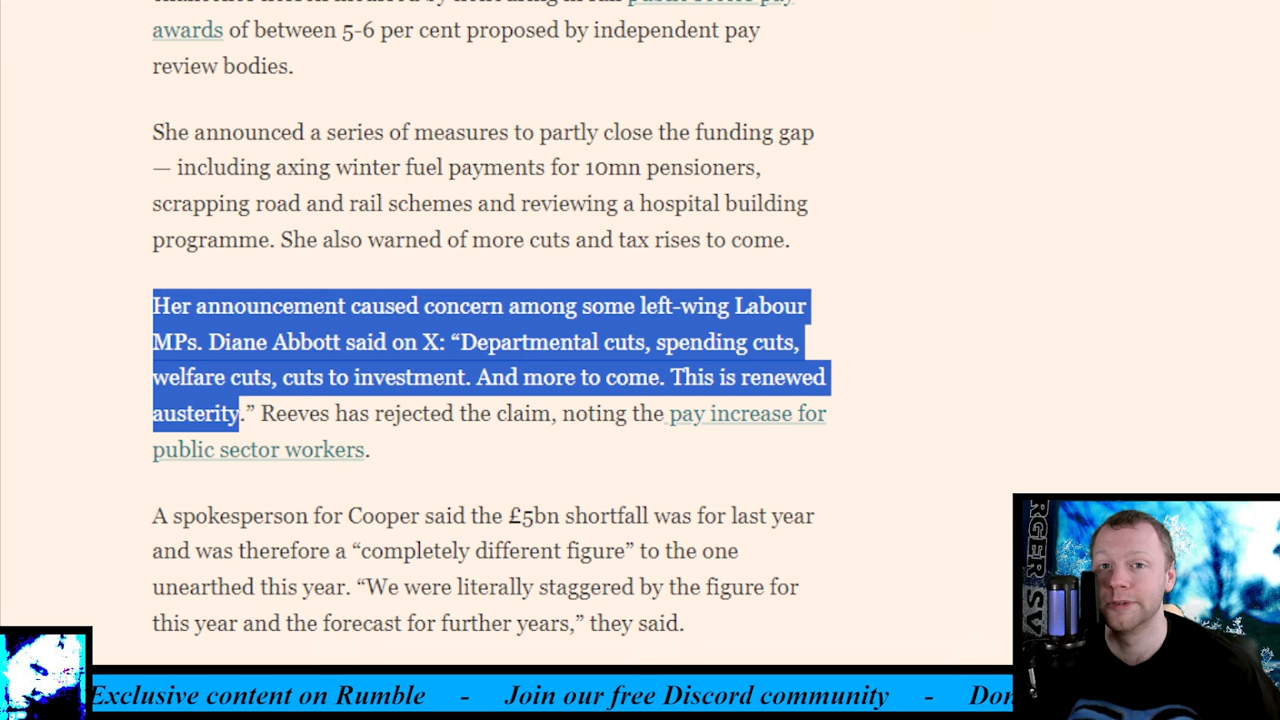 awards of between 5-6 per cent proposed by independent pay
review bodies.
She announced a series of measures to partly close the funding gap
— including axing winter fuel payments for 10mn pensioners,
scrapping road and rail schemes and reviewing a hospital building
programme. She also warned of more cuts and tax rises to come.
Her announcement caused concern among some left-wing Labour
MPs. Diane Abbott said on X: “Departmental cuts, spending cuts,
welfare cuts, cuts to investment. And more to come. This is renewed
austerity.” Reeves has rejected the claim, noting the pay increase for
public sector workers.
A spokesperson for Cooper said the £5bn shortfall was for last year
and was therefore a “completely different figure” to the one
unearthed this year. “We were literally staggered by the figure for
this year and the forecast for further years,” they said.
Exclusive content on Rumble - Join our free Discord community - Don